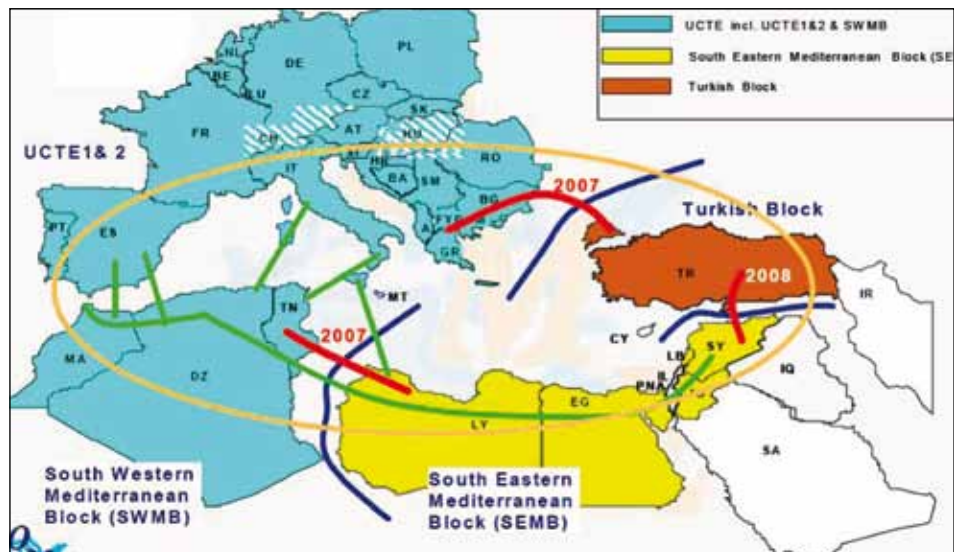 UCTE incl. UCTE1&2 & SWMB
South Eastern Mediterranean Block (SE
Turkish Block
NL
PL
BE
DE
LU
CZ
SK
FR
CH
AT
HU
UCTE1& 2
IT
HR
RO
BA
SM
2007
BG
Turkish Block
PT
ES
FYR
A
GR
TR
2008
IR
TN
MT
2007
CY
SY
LB
MA
IL
IQ
DZ
PNA
EG
LY
SA
South Western
Mediterranean
Block (SWMB)
South Eastern
Mediterranean
Block (SEMB)